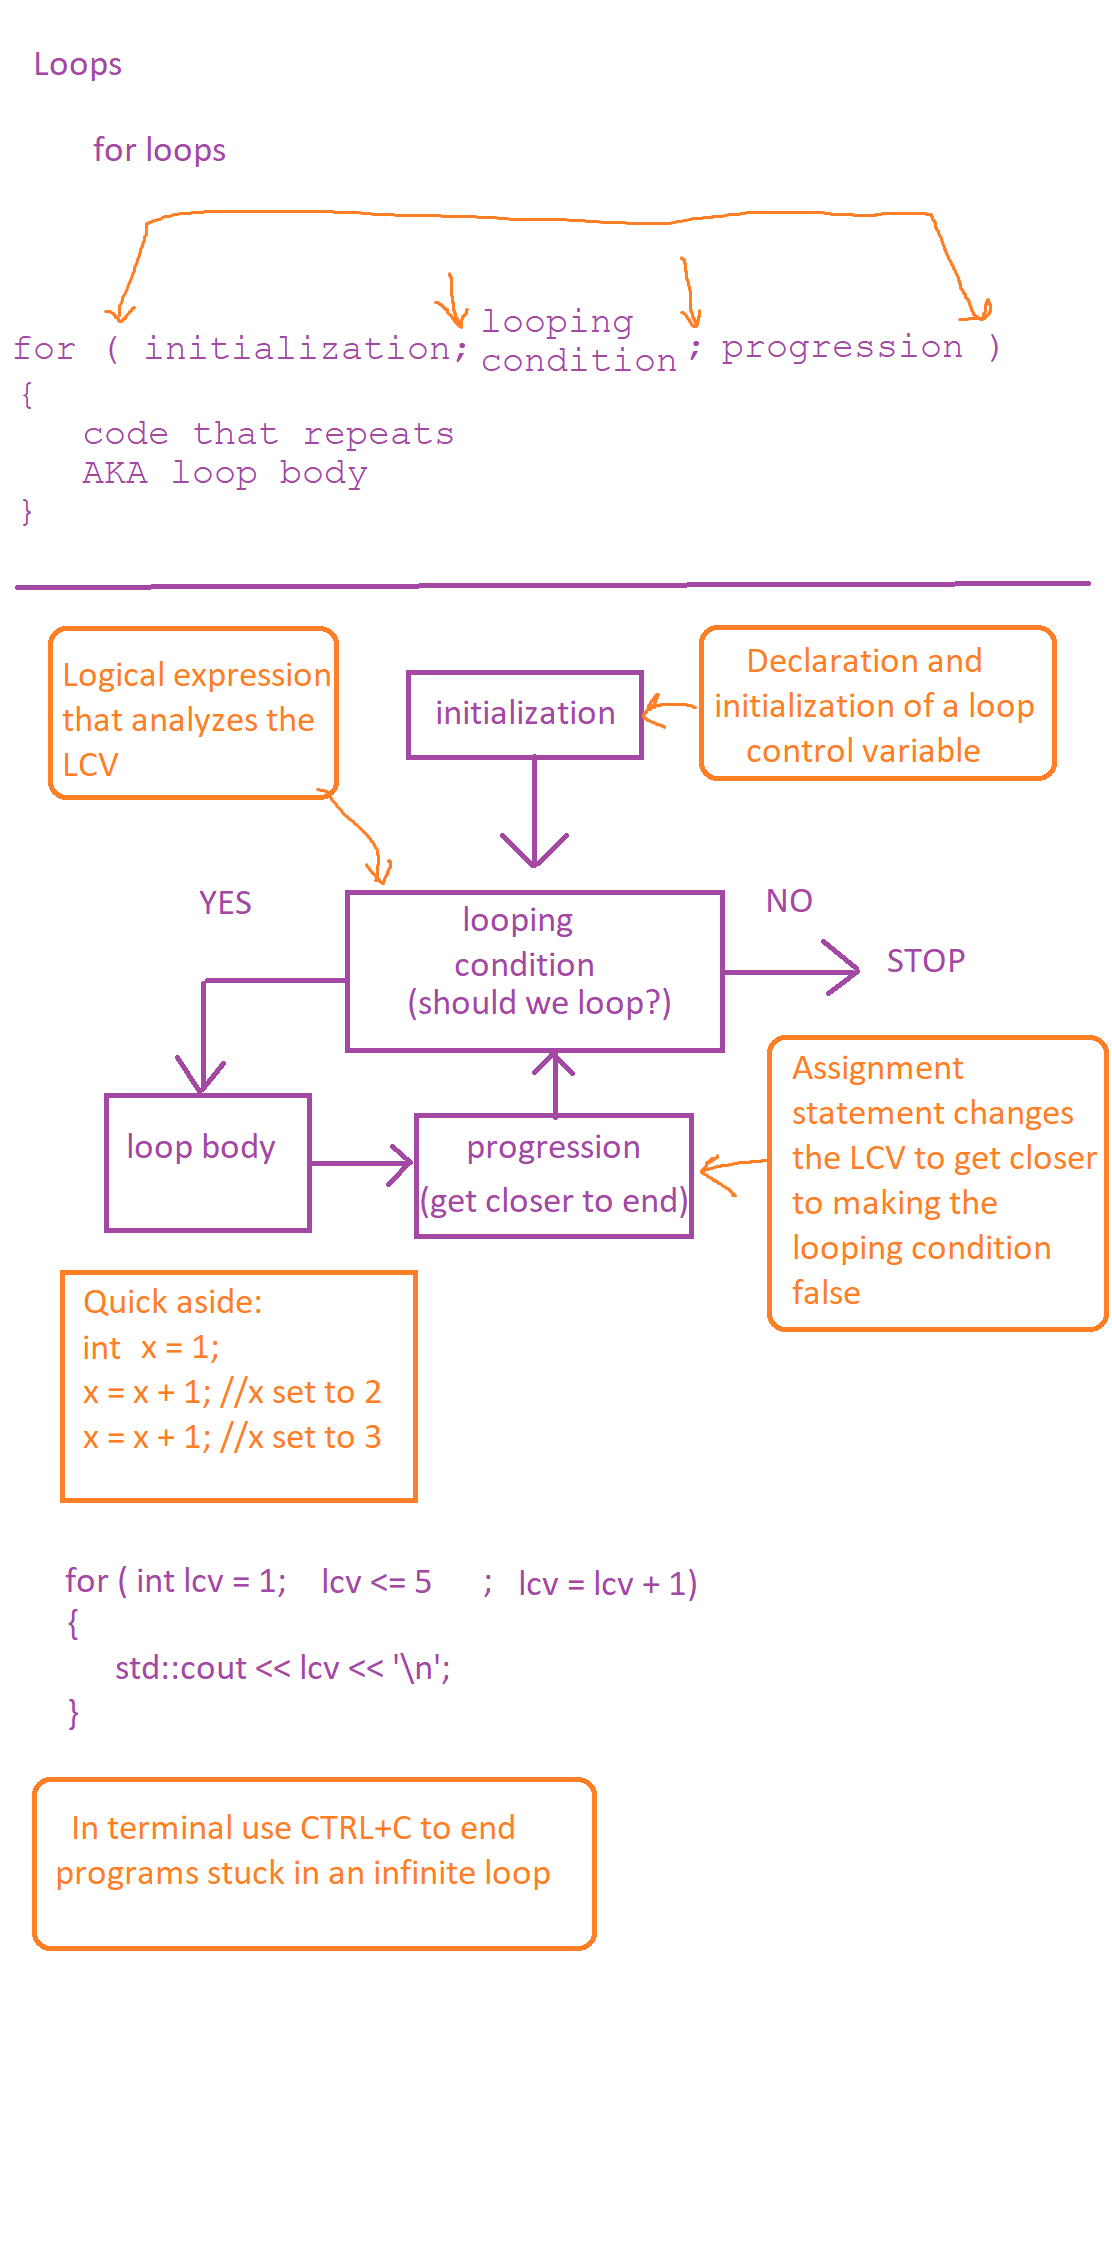 Loops
for loops
for ( initialization; looping condition ; progression )
{
code that repeats
AKA loop body
}
Logical expression
that analyzes the
LCV
initialization
Declaration and
initialization of a loop
control variable
YES
looping
condition
(should we loop?)
NO
STOP
loop body
progression
(get closer to end)
Assignment
statement changes
the LCV to get closer
to making the
looping condition
false
Quick aside:
int x = 1;
x = x + 1; //x set to 2
x = x + 1; //x set to 3
for ( int lcv = 1; lcv <= 5 ; lcv = lcv + 1)
{
std::cout << lcv << '\n';
}
In terminal use CTRL+C to end
programs stuck in an infinite loop